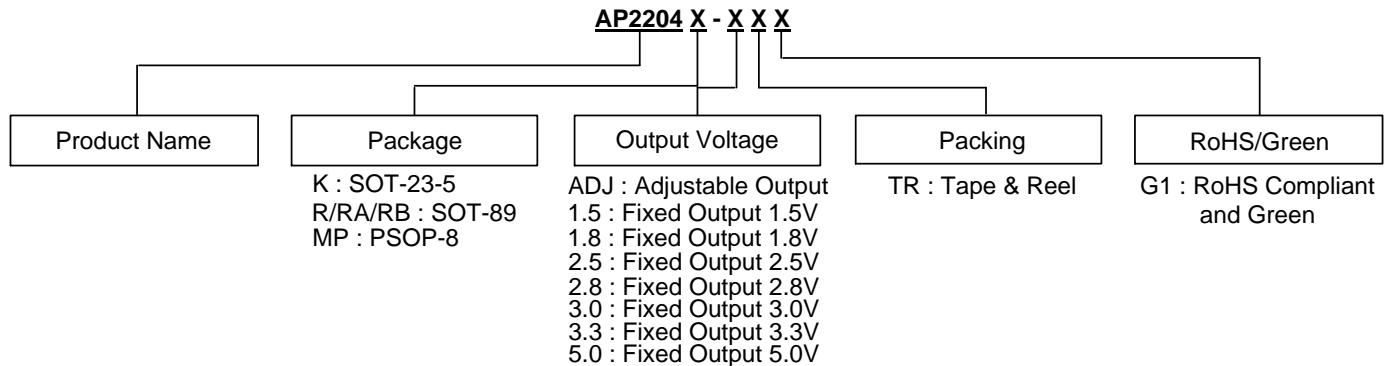 AP2204 X - X X X
Product Name
Package
Output Voltage
Packing
RoHS/Green
K : SOT-23-5
R/RA/RB : SOT-89
MP : PSOP-8
ADJ : Adjustable Output
1.5 : Fixed Output 1.5V
1.8 : Fixed Output 1.8V
2.5 : Fixed Output 2.5V
2.8 : Fixed Output 2.8V
3.0 : Fixed Output 3.0V
3.3 : Fixed Output 3.3V
5.0 : Fixed Output 5.0V
TR : Tape & Reel
G1 : RoHS Compliant
and Green